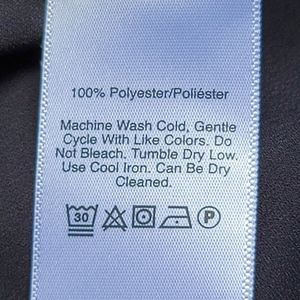 100% Polyester/Poliéster
Machine Wash Cold, Gentle
Cycle With Like Colors. Do
Not Bleach. Tumble Dry Low.
Use Cool Iron. Can Be Dry
Cleaned.
30 P